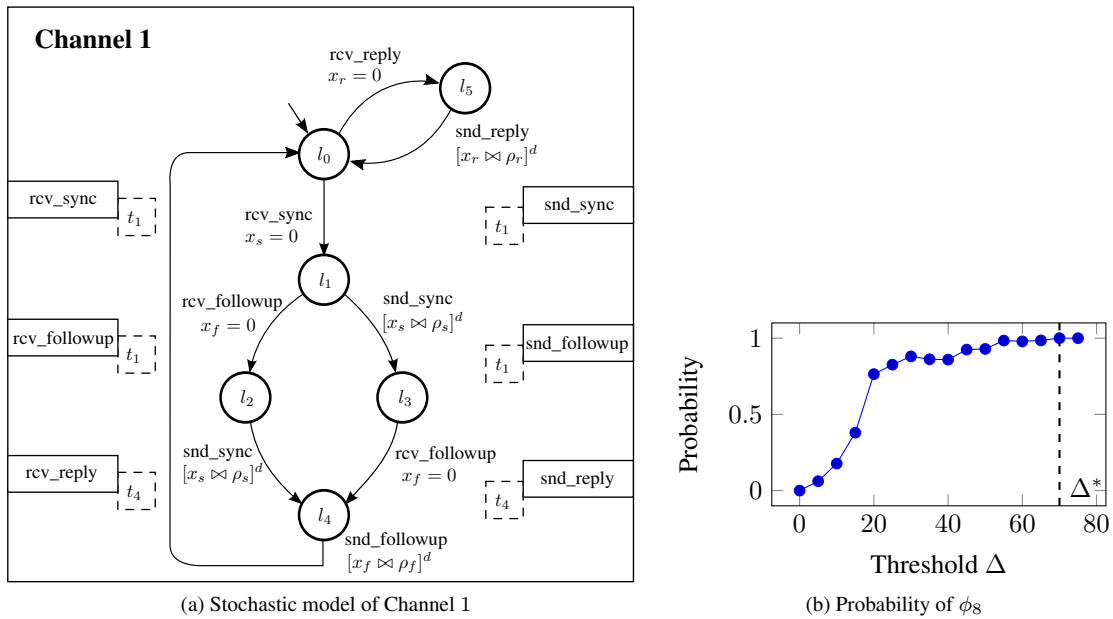 Channel 1
rcv_reply
x_r = 0
l_5
snd_reply
[x_r ⋈ ρ_r]^d
l_0
rcv_sync
t_1
snd_sync
t_1
rcv_sync
x_s = 0
l_1
rcv_followup
x_f = 0
snd_sync
[x_s ⋈ ρ_s]^d
rcv_followup
t_1
snd_followup
t_1
l_2
l_3
snd_sync
[x_s ⋈ ρ_s]^d
rcv_followup
x_f = 0
rcv_reply
t_4
snd_reply
t_4
l_4
snd_followup
[x_f ⋈ ρ_f]^d
(a) Stochastic model of Channel 1
Probability
1
0.5
0
Δ*
0 20 40 60 80
Threshold Δ
(b) Probability of ϕ_8